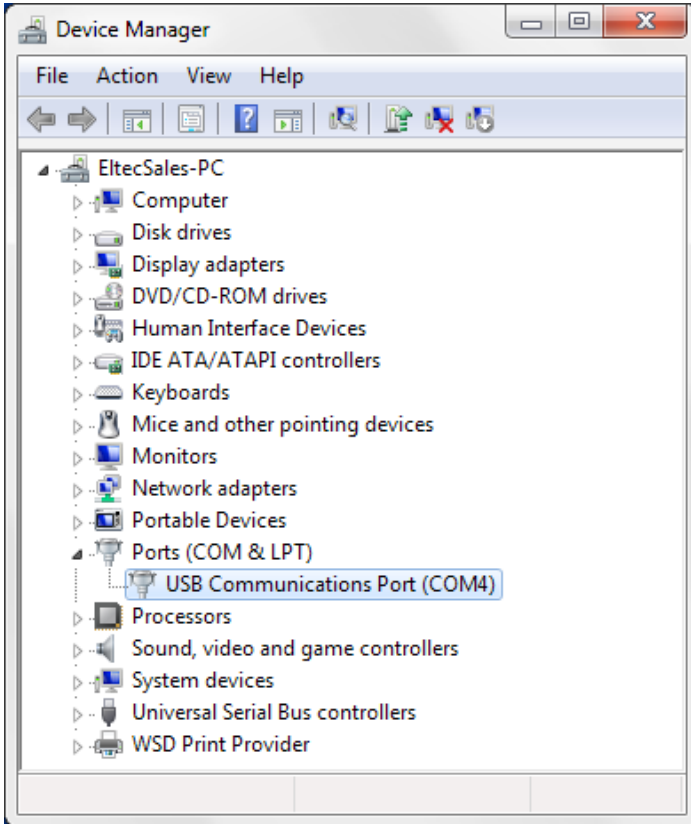 Device Manager
File Action View Help
EltecSales-PC
Computer
Disk drives
Display adapters
DVD/CD-ROM drives
Human Interface Devices
IDE ATA/ATAPI controllers
Keyboards
Mice and other pointing devices
Monitors
Network adapters
Portable Devices
Ports (COM & LPT)
USB Communications Port (COM4)
Processors
Sound, video and game controllers
System devices
Universal Serial Bus controllers
WSD Print Provider